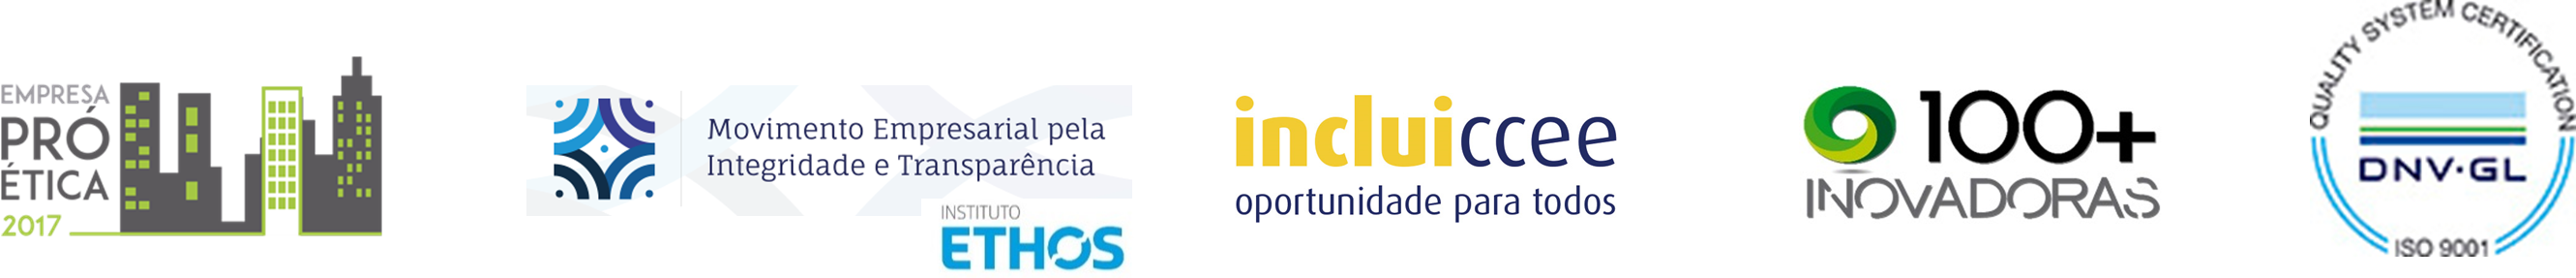 EMPRESA
PRÓ
ÉTICA
2017
Movimento Empresarial pela
Integridade e Transparência
INSTITUTO
ETHOS
incluiccee
oportunidade para todos
100+
INOVADORAS
QUALITY SYSTEM CERTIFICATION
DNV·GL
ISO 9001